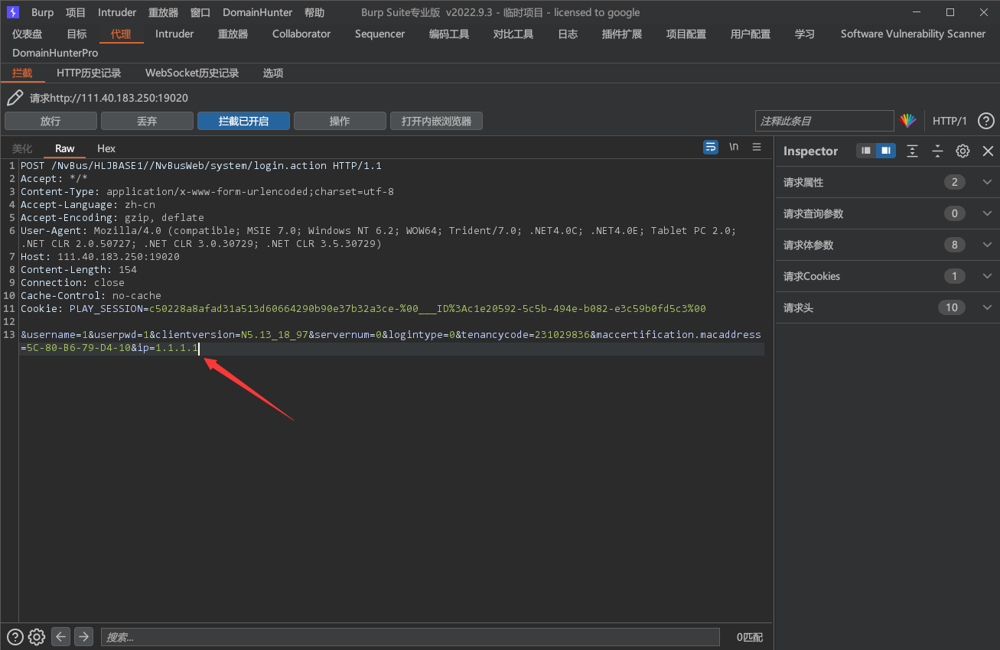 Burp 项目 Intruder 重放器 窗口 DomainHunter 帮助 Burp Suite专业版 v2022.9.3 - 临时项目 - licensed to google
仪表盘 目标 代理 Intruder 重放器 Collaborator Sequencer 编码工具 对比工具 日志 插件扩展 项目配置 用户配置 学习 Software Vulnerability Scanner
DomainHunterPro
拦截 HTTP历史记录 WebSocket历史记录 选项
请求http://111.40.183.250:19020
放行 丢弃 拦截已开启 操作 打开内嵌浏览器 注释此条目 HTTP/1 ?
美化 Raw Hex \n Inspector
1 POST /NvBus/HLJBASE1//NvBusWeb/system/login.action HTTP/1.1
2 Accept: */*
3 Content-Type: application/x-www-form-urlencoded;charset=utf-8
4 Accept-Language: zh-cn
5 Accept-Encoding: gzip, deflate
6 User-Agent: Mozilla/4.0 (compatible; MSIE 7.0; Windows NT 6.2; WOW64; Trident/7.0; .NET4.0C; .NET4.0E; Tablet PC 2.0;
.NET CLR 2.0.50727; .NET CLR 3.0.30729; .NET CLR 3.5.30729)
7 Host: 111.40.183.250:19020
8 Content-Length: 154
9 Connection: close
10 Cache-Control: no-cache
11 Cookie: PLAY_SESSION=c50228a8afad31a513d60664290b90e37b32a3ce-%00___ID%3Ac1e20592-5c5b-494e-b082-e3c59b0fd5c3%00
12
13 &username=1&userpwd=1&clientversion=N5.13_18_97&servernum=0&logintype=0&tenancycode=231029836&maccertification.macaddress
=5C-80-B6-79-D4-10&ip=1.1.1.1
请求属性 2
请求查询参数 0
请求体参数 8
请求Cookies 1
请求头 10
? 搜索... 0匹配